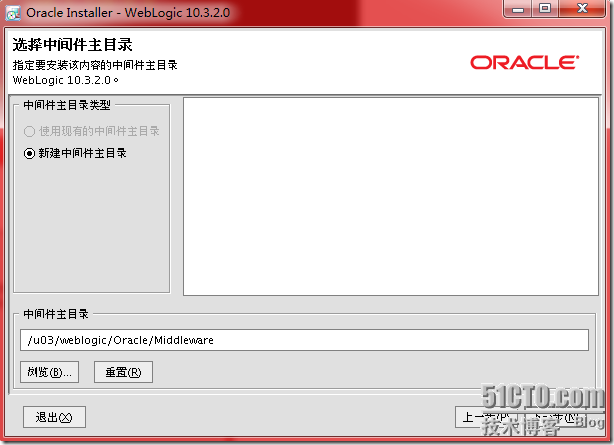 Oracle Installer - WebLogic 10.3.2.0
选择中间件主目录
指定要安装该内容的中间件主目录
WebLogic 10.3.2.0。
ORACLE
中间件主目录类型
使用现有的中间件主目录
新建中间件主目录
中间件主目录
/u03/weblogic/Oracle/Middleware
浏览(B)... 重置(R)
退出(X) 上一步(P) 下一步(N)
51CTO.com
技术博客 Blog